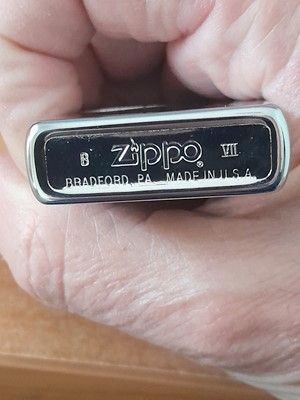 B Zippo® VII
BRADFORD, PA. MADE IN U.S.A.